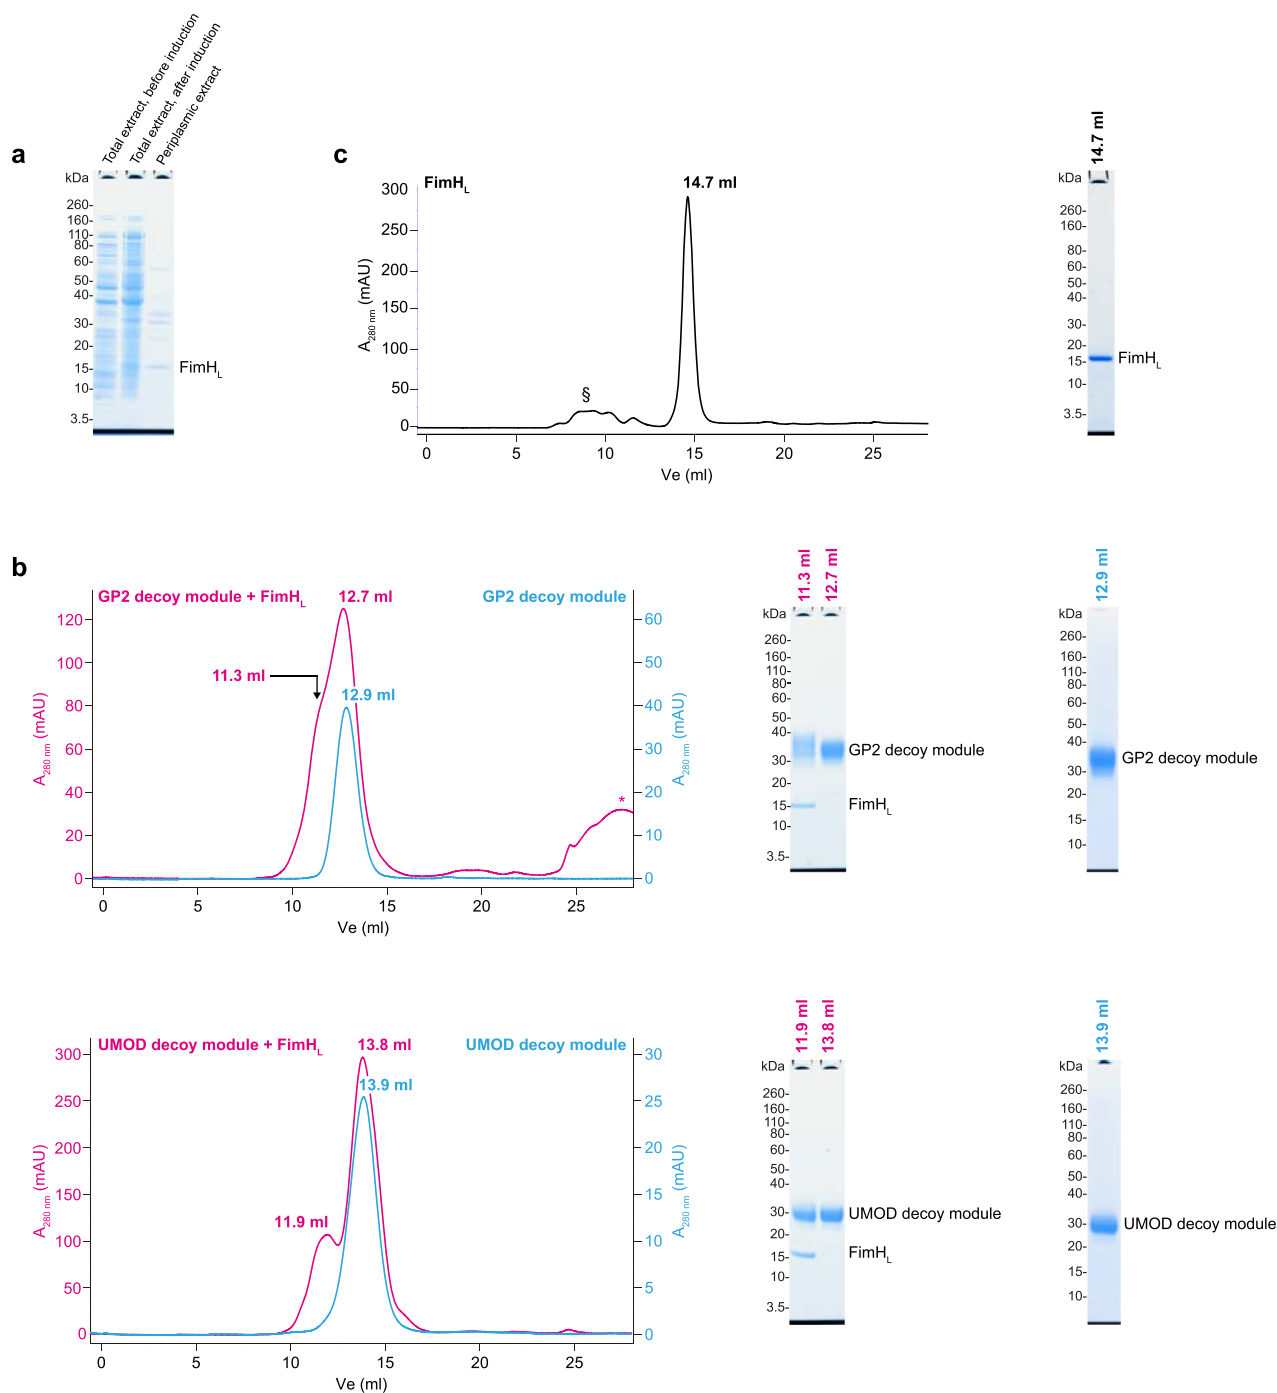 a
Total extract, before induction
Total extract, after induction
Periplasmic extract
kDa
260-
160-
110-
80-
60-
50-
40-
30-
20-
15-
10-
3.5-
FimHL
c
FimHL
14.7 ml
§
A280 nm (mAU)
300
250
200
150
100
50
0
0 5 10 15 20 25
Ve (ml)
14.7 ml
kDa
260-
160-
80-
60-
50-
40-
30-
20-
15-
10-
3.5-
FimHL
b
GP2 decoy module + FimHL
12.7 ml
GP2 decoy module
11.3 ml
12.9 ml
*
A280 nm (mAU)
120
100
80
60
40
20
0
60
50
40
30
20
10
0
A280 nm (mAU)
0 5 10 15 20 25
Ve (ml)
11.3 ml
12.7 ml
kDa
260-
160-
110-
80-
60-
50-
40-
30-
20-
15-
10-
3.5-
GP2 decoy module
FimHL
12.9 ml
kDa
260-
160-
110-
80-
60-
50-
40-
30-
20-
15-
10-
GP2 decoy module
UMOD decoy module + FimHL
13.8 ml
UMOD decoy module
13.9 ml
11.9 ml
A280 nm (mAU)
300
250
200
150
100
50
0
30
25
20
15
10
5
0
A280 nm (mAU)
0 5 10 15 20 25
Ve (ml)
11.9 ml
13.8 ml
kDa
260-
160-
110-
80-
60-
50-
40-
30-
20-
15-
10-
3.5-
UMOD decoy module
FimHL
13.9 ml
kDa
260-
160-
110-
80-
60-
50-
40-
30-
20-
15-
10-
UMOD decoy module